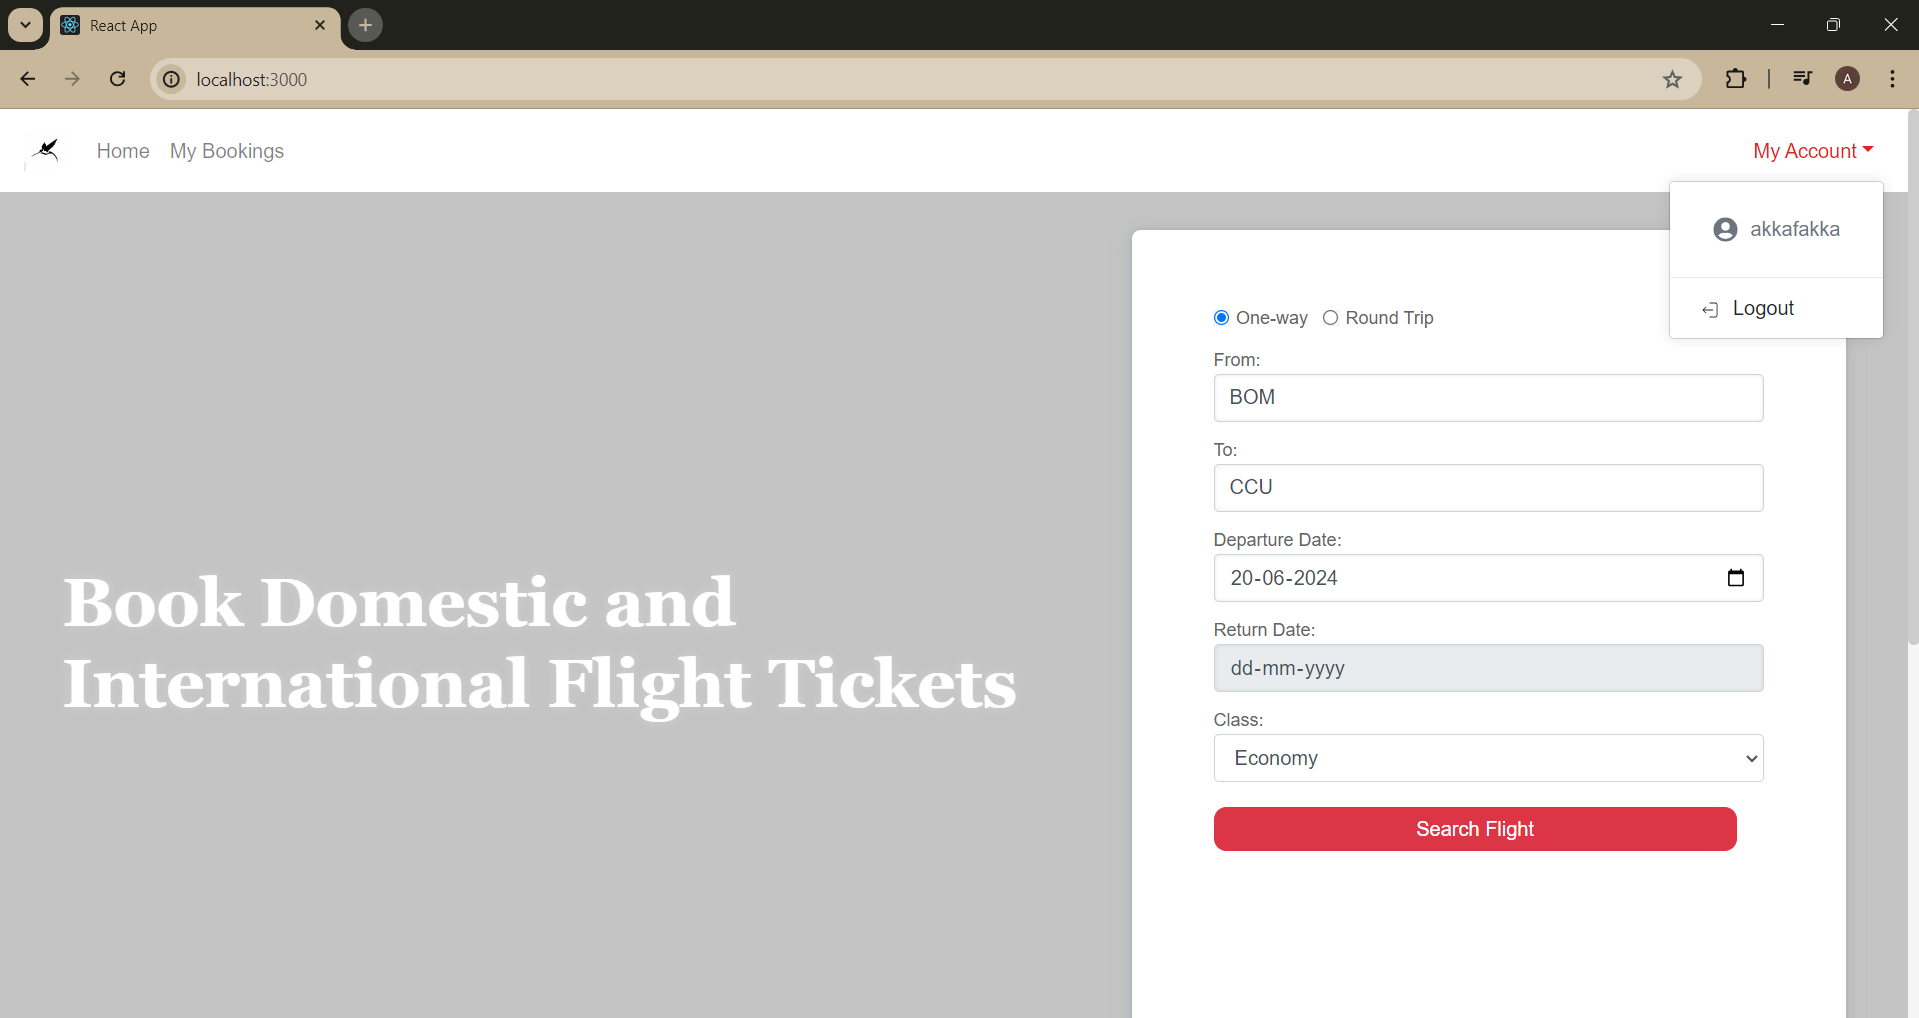 React App
localhost:3000
A
Home My Bookings
My Account
akkafakka
Logout
One-way Round Trip
From:
BOM
To:
CCU
Departure Date:
20-06-2024
Return Date:
dd-mm-yyyy
Class:
Economy
Search Flight
Book Domestic and
International Flight Tickets